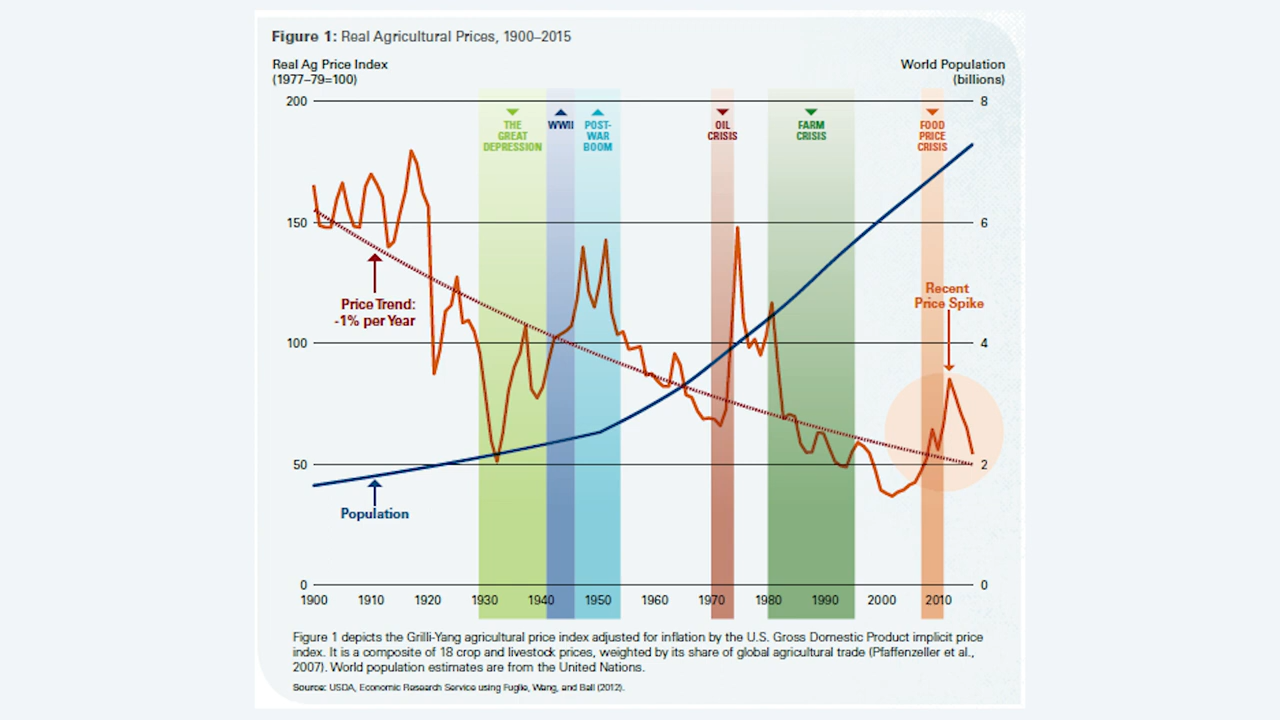 Figure 1: Real Agricultural Prices, 1900–2015
Real Ag Price Index
(1977–79=100)
World Population
(billions)
200
8
THE
GREAT
DEPRESSION
WWII
POST-
WAR
BOOM
OIL
CRISIS
FARM
CRISIS
FOOD
PRICE
CRISIS
150
6
Price Trend:
-1% per Year
Recent
Price Spike
100
4
50
2
Population
0
0
1900 1910 1920 1930 1940 1950 1960 1970 1980 1990 2000 2010
Figure 1 depicts the Grilli-Yang agricultural price index adjusted for inflation by the U.S. Gross Domestic Product implicit price
index. It is a composite of 18 crop and livestock prices, weighted by its share of global agricultural trade (Pfaffenzeller et al.,
2007). World population estimates are from the United Nations.
Source: USDA, Economic Research Service using Fuglie, Wang, and Ball (2012).